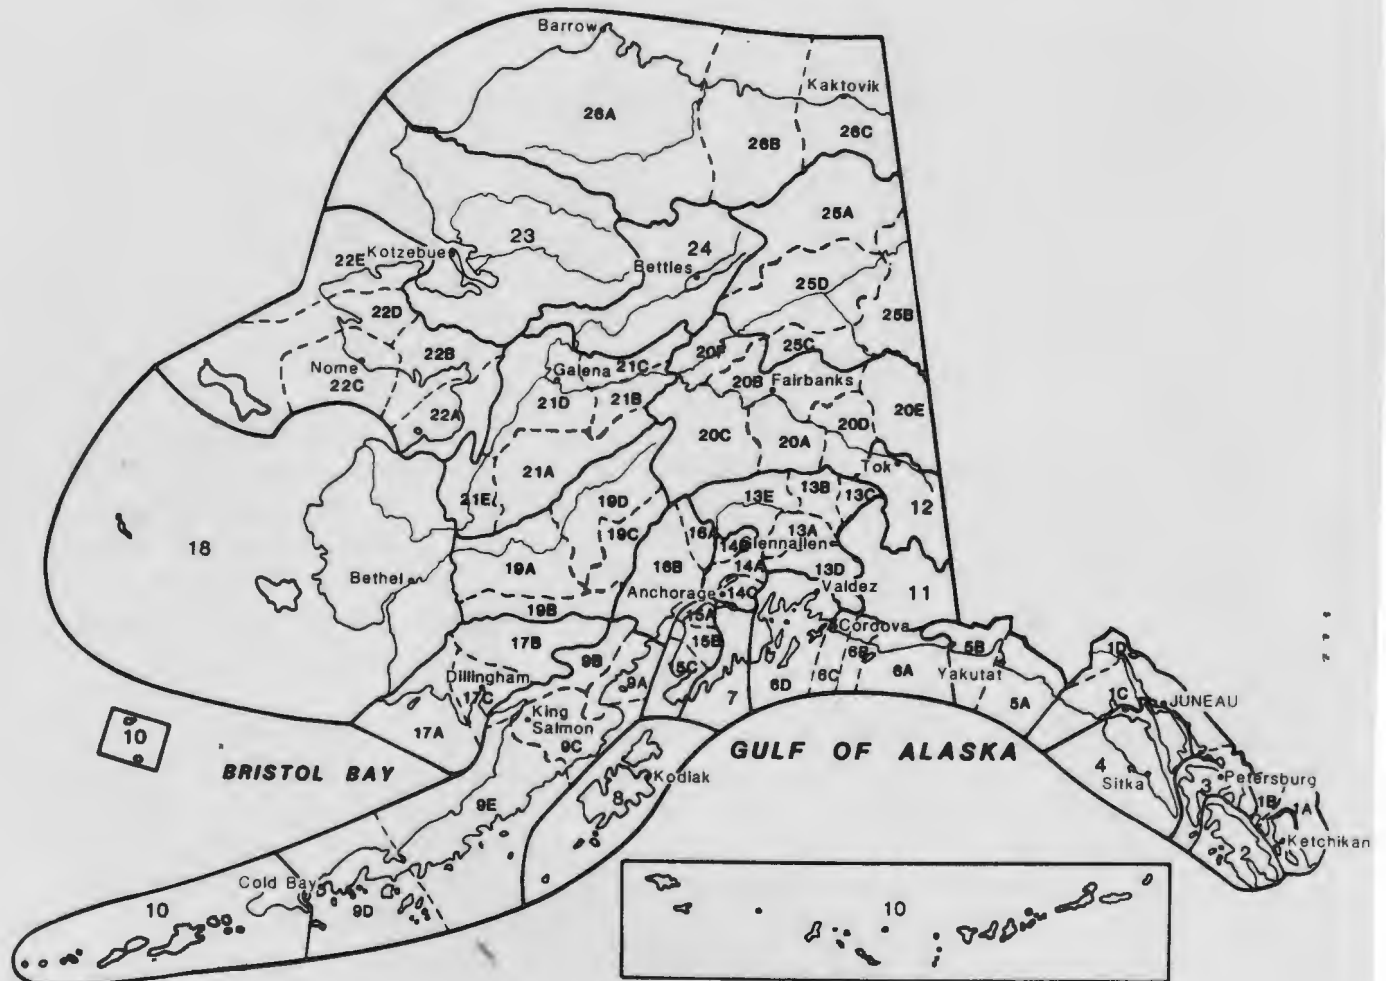 Barrow
Kaktovik
26A
26B
26C
25A
23
24
Kotzebue
22E
Bettles
25D
22D
25B
22B
20F
25C
Nome
22C
Galena
21C
20B
Fairbanks
21D
21B
22A
20E
20D
20C
20A
Tok
21A
21E
19D
13E
13B
13C
12
18
19C
16A
13A
14B
Glennallen
Bethel
19A
16B
14A
13D
Anchorage
14C
Valdez
11
19B
15A
Cordova
17B
15B
6B
5B
1D
9B
5C
6A
Yakutat
Dillingham
17C
9A
7
6D
6C
5A
1C
JUNEAU
King
Salmon
17A
9C
10
BRISTOL BAY
GULF OF ALASKA
4
Sitka
Kodiak
8
3
Petersburg
9E
1B
1A
Ketchikan
2
Cold Bay
10
9D
10